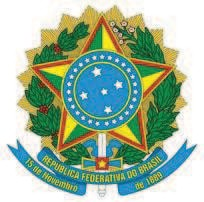 REPÚBLICA FEDERATIVA DO BRASIL
15 de Novembro
de 1889